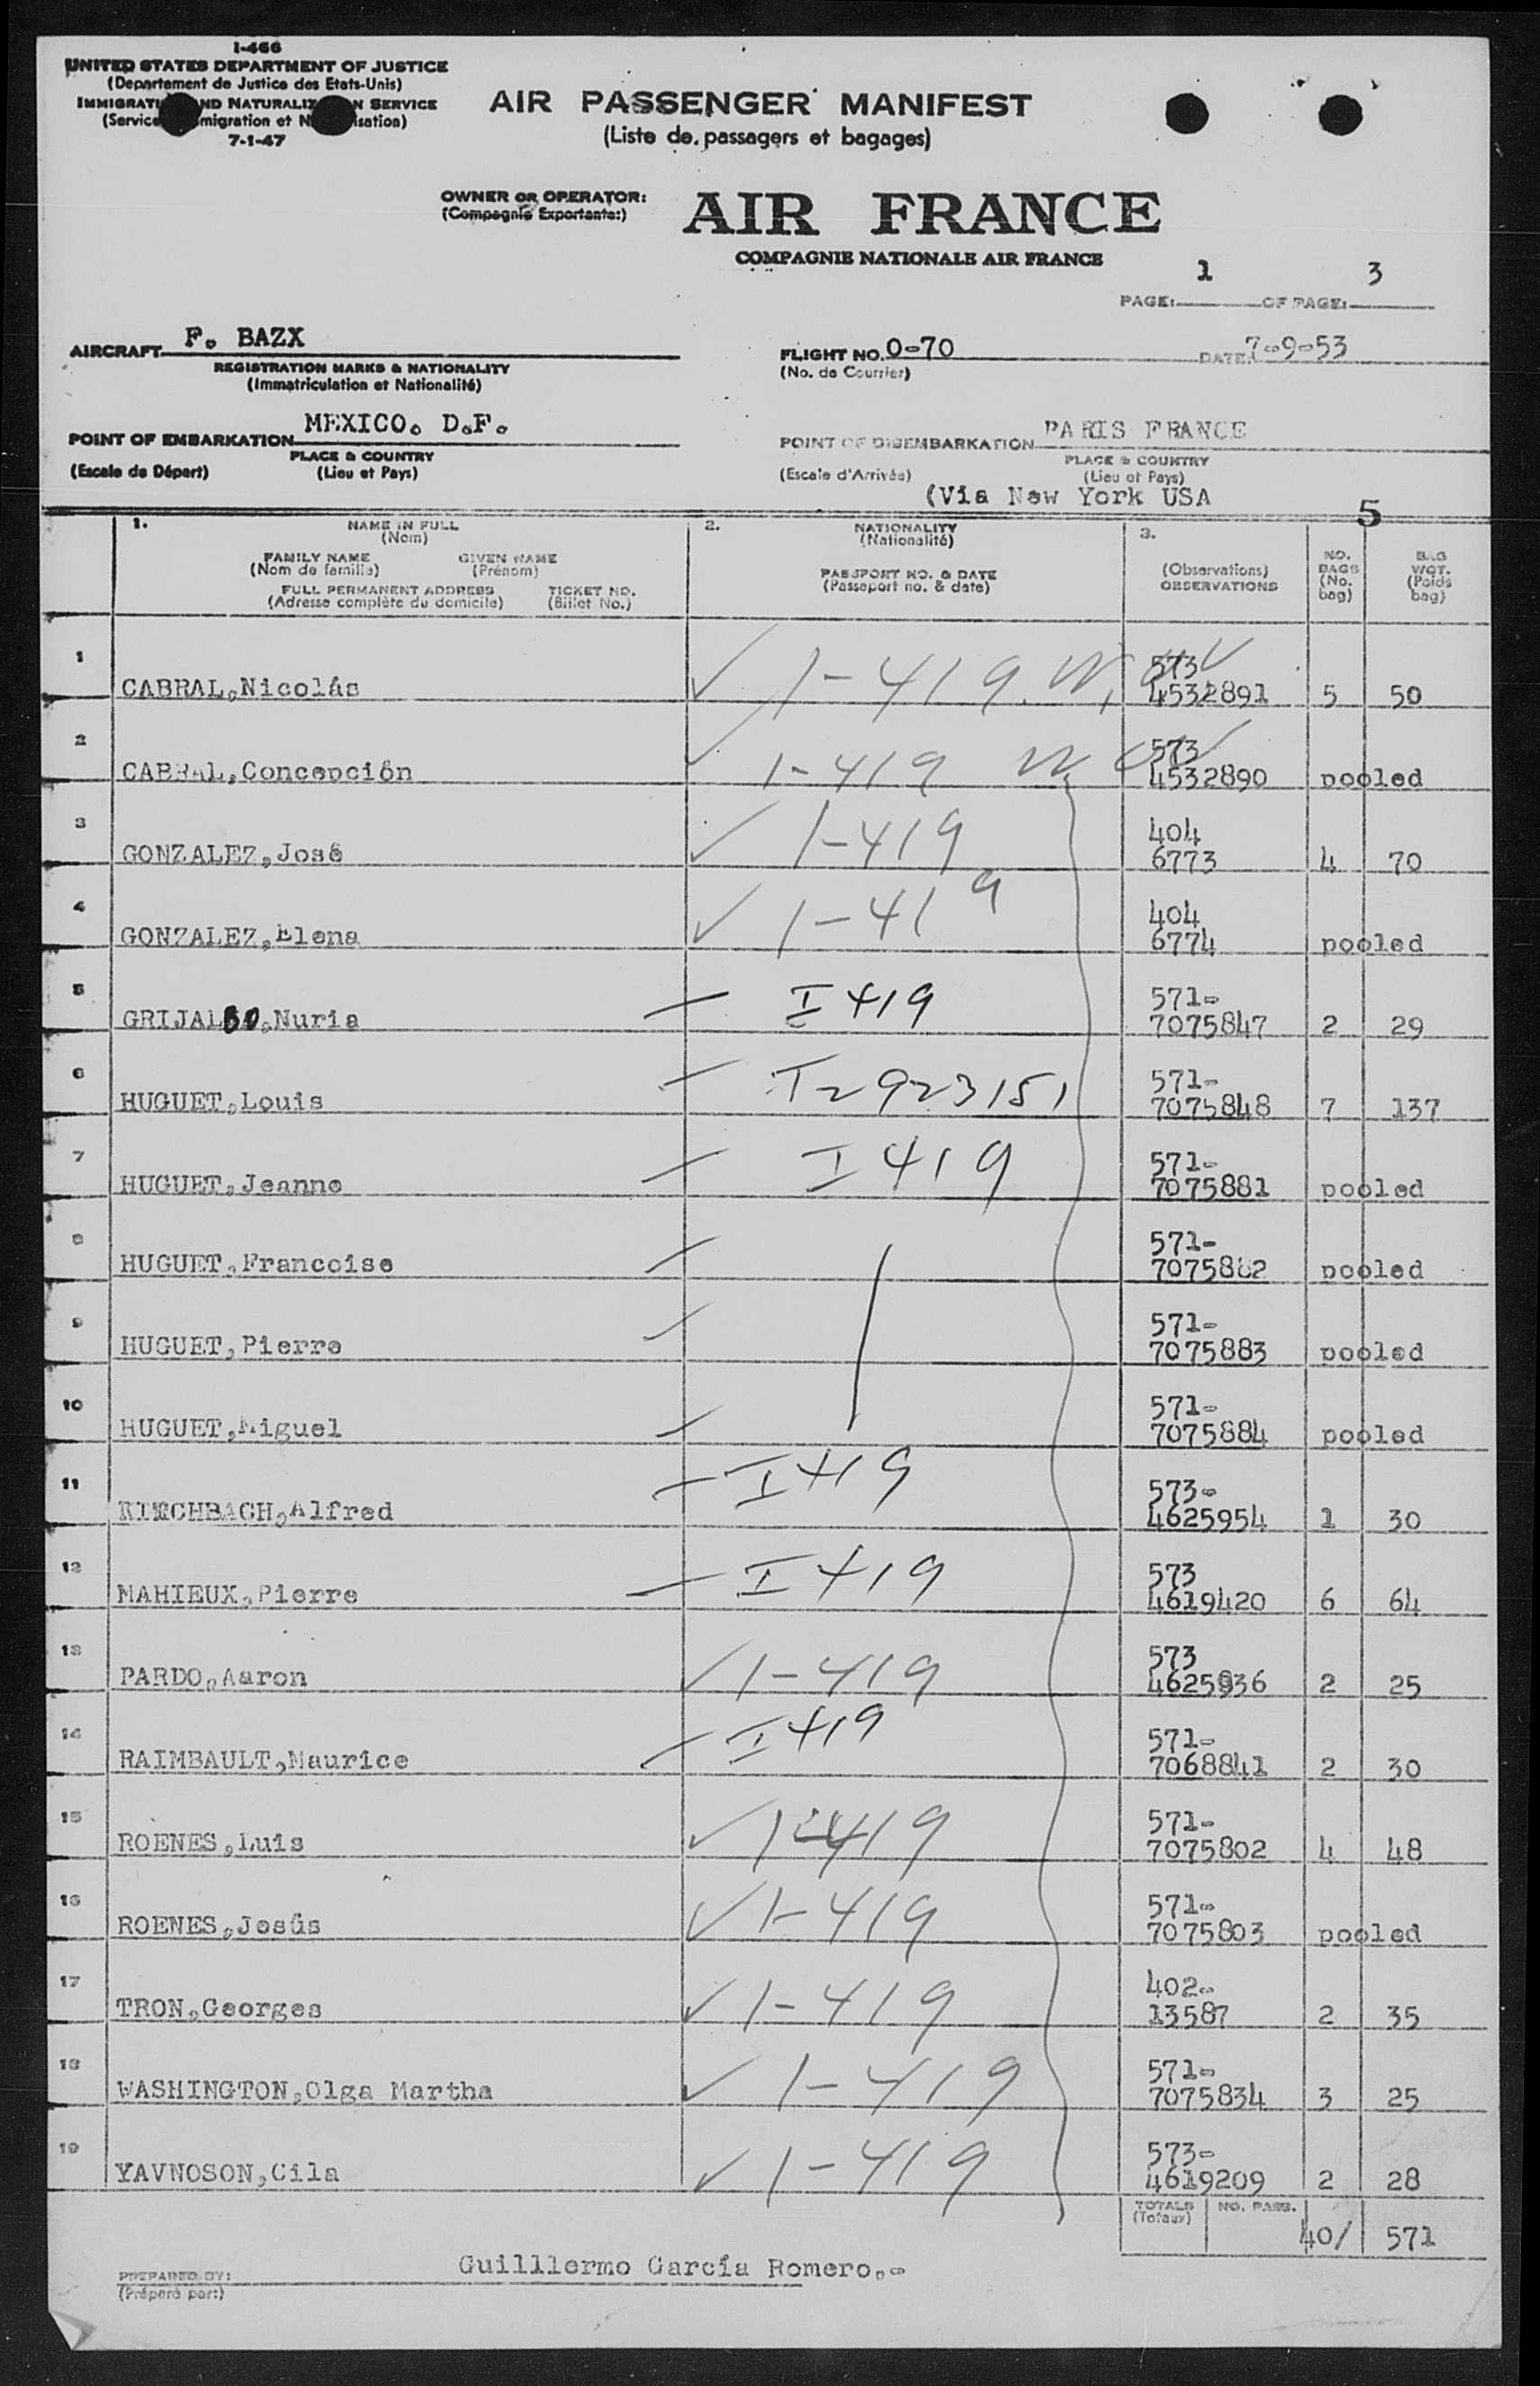 I-466
UNITED STATES DEPARTMENT OF JUSTICE
(Departement de Justice des Etats-Unis)
IMMIGRATI ND NATURALIZ N SERVICE
(Service migration et N isation)
7-1-47
AIR PASSENGER MANIFEST
(Liste de passagers et bagages)
OWNER OR OPERATOR: AIR FRANCE
(Compagnie Exportante:)
COMPAGNIE NATIONALE AIR FRANCE
PAGE: 1 OF PAGE: 3
AIRCRAFT F. BAZX
REGISTRATION MARKS & NATIONALITY
(Immatriculation et Nationalité)
FLIGHT NO. 0-70 DATE: 7-9-53
(No. de Courrier)
POINT OF EMBARKATION MEXICO. D.F.
PLACE & COUNTRY
(Escale de Départ) (Lieu et Pays)
POINT OF DISEMBARKATION PARIS FRANCE
PLACE & COUNTRY
(Escale d'Arrivée) (Lieu et Pays)
(Via New York USA
5
1. NAME IN FULL
(Nom)
FAMILY NAME GIVEN NAME
(Nom de famille) (Prénom)
FULL PERMANENT ADDRESS TICKET NO.
(Adresse complète du domicile) (Billet No.)
2. NATIONALITY
(Nationalité)
PASSPORT NO. & DATE
(Passeport no. & date)
3.
(Observations)
OBSERVATIONS
NO. BAGS (No. bag)
BAG WGT. (Poids bag)
1 CABRAL,Nicolás ✓ 1-419 573 4532891 5 50
2 CABRAL,Concepción ✓ 1-419 573 4532890 pooled
3 GONZALEZ,José ✓ 1-419 404 6773 4 70
4 GONZALEZ,Elena ✓ 1-419 404 6774 pooled
5 GRIJALBO,Nuria — I 419 571- 7075847 2 29
6 HUGUET,Louis — T2923151 571- 7075848 7 137
7 HUGUET,Jeanne — I 419 571- 7075881 pooled
8 HUGUET,Francoise — 571- 7075882 pooled
9 HUGUET,Pierre — 571- 7075883 pooled
10 HUGUET,Miguel — 571- 7075884 pooled
11 Alfred — I 419 573- 4625954 1 30
12 MAHIEUX,Pierre — I 419 573 4619420 6 64
13 PARDO,Aaron ✓ 1-419 573 4625936 2 25
14 RAIMBAULT,Maurice — I 419 571- 7068841 2 30
15 ROENES,Luis ✓ 1-419 571- 7075802 4 48
16 ROENES,Jesús ✓ 1-419 571- 7075803 pooled
17 TRON,Georges ✓ 1-419 402- 13587 2 35
18 WASHINGTON,Olga Martha ✓ 1-419 571- 7075834 3 25
19 YAVNOSON,Cila ✓ 1-419 573- 4619209 2 28
TOTALS NO. PASS. 40/ 571
(Totaux)
PREPARED BY: Guilllermo García Romero.-
(Préparé par:)